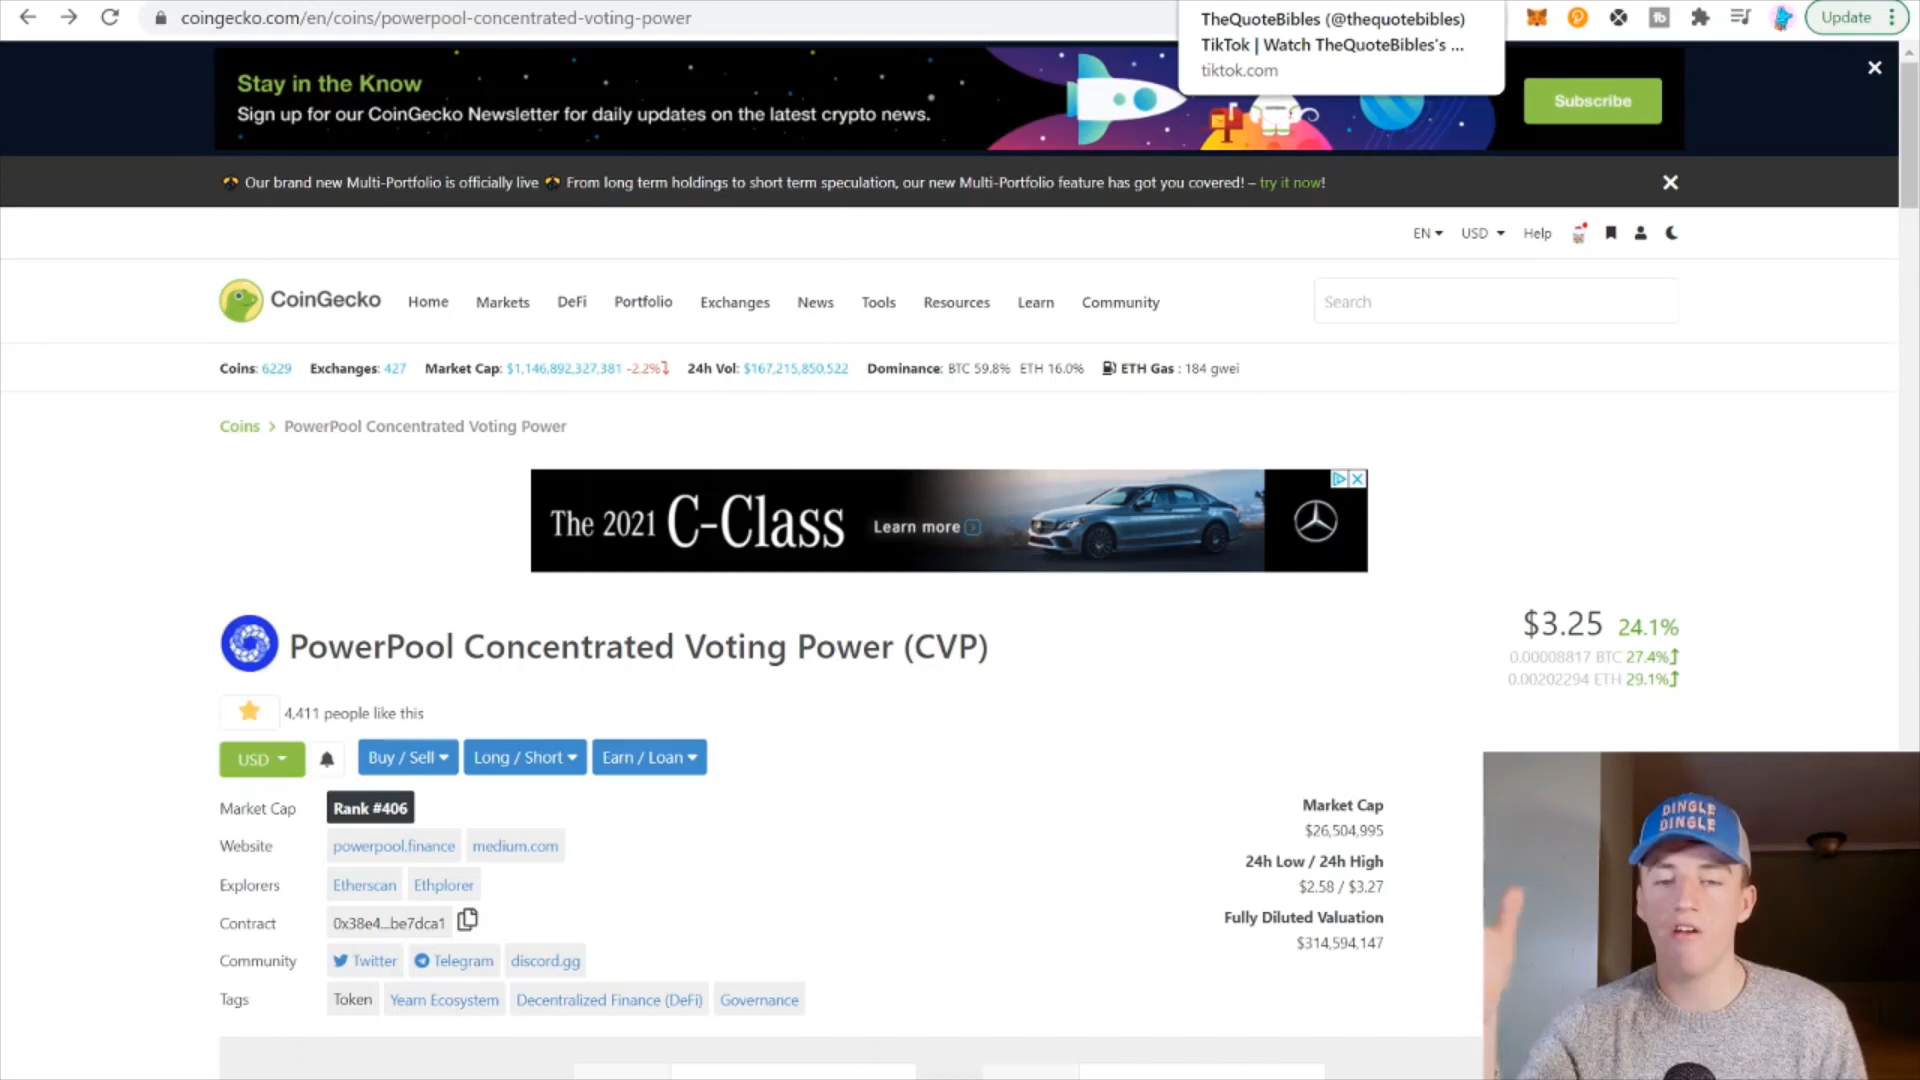 coingecko.com/en/coins/powerpool-concentrated-voting-power
TheQuoteBibles (@thequotebibles)
TikTok | Watch TheQuoteBibles's ...
tiktok.com
Update
Stay in the Know
Sign up for our CoinGecko Newsletter for daily updates on the latest crypto news.
Subscribe
Our brand new Multi-Portfolio is officially live From long term holdings to short term speculation, our new Multi-Portfolio feature has got you covered! – try it now!
EN USD Help
CoinGecko Home Markets DeFi Portfolio Exchanges News Tools Resources Learn Community Search
Coins: 6229 Exchanges: 427 Market Cap: $1,146,892,327,381 -2.2% 24h Vol: $167,215,850,522 Dominance: BTC 59.8% ETH 16.0% ETH Gas : 184 gwei
Coins > PowerPool Concentrated Voting Power
The 2021 C-Class Learn more
PowerPool Concentrated Voting Power (CVP)
$3.25 24.1%
0.00008817 BTC 27.4%
0.00202294 ETH 29.1%
4,411 people like this
USD Buy / Sell Long / Short Earn / Loan
Market Cap Rank #406
Website powerpool.finance medium.com
Explorers Etherscan Ethplorer
Contract 0x38e4...be7dca1
Community Twitter Telegram discord.gg
Tags Token Yearn Ecosystem Decentralized Finance (DeFi) Governance
Market Cap
$26,504,995
24h Low / 24h High
$2.58 / $3.27
Fully Diluted Valuation
$314,594,147
DINGLE
DINGLE